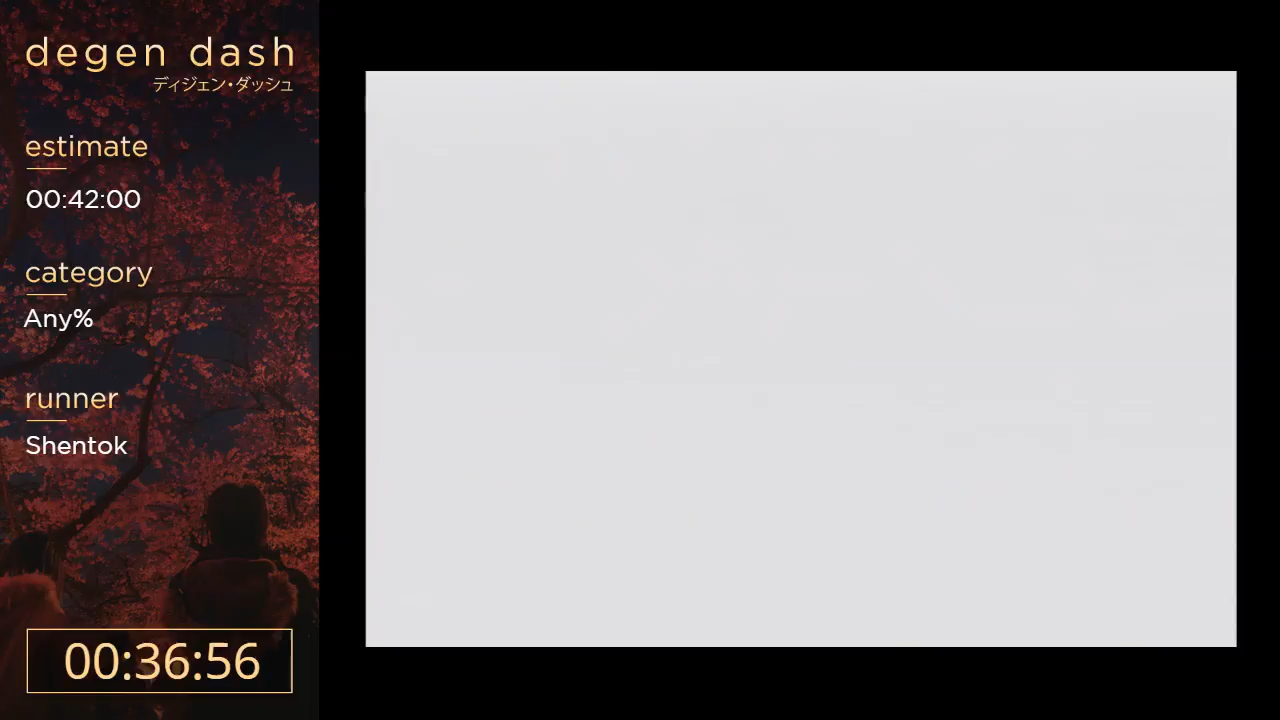 degen dash
ディジェン・ダッシュ
estimate
00:42:00
category
Any%
runner
Shentok
00:36:56